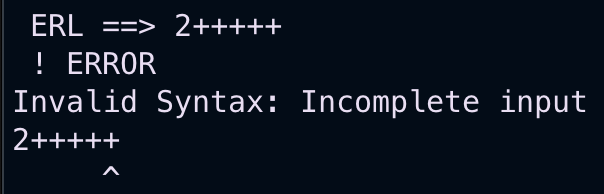 ERL ==> 2+++++
! ERROR
Invalid Syntax: Incomplete input
2+++++
^